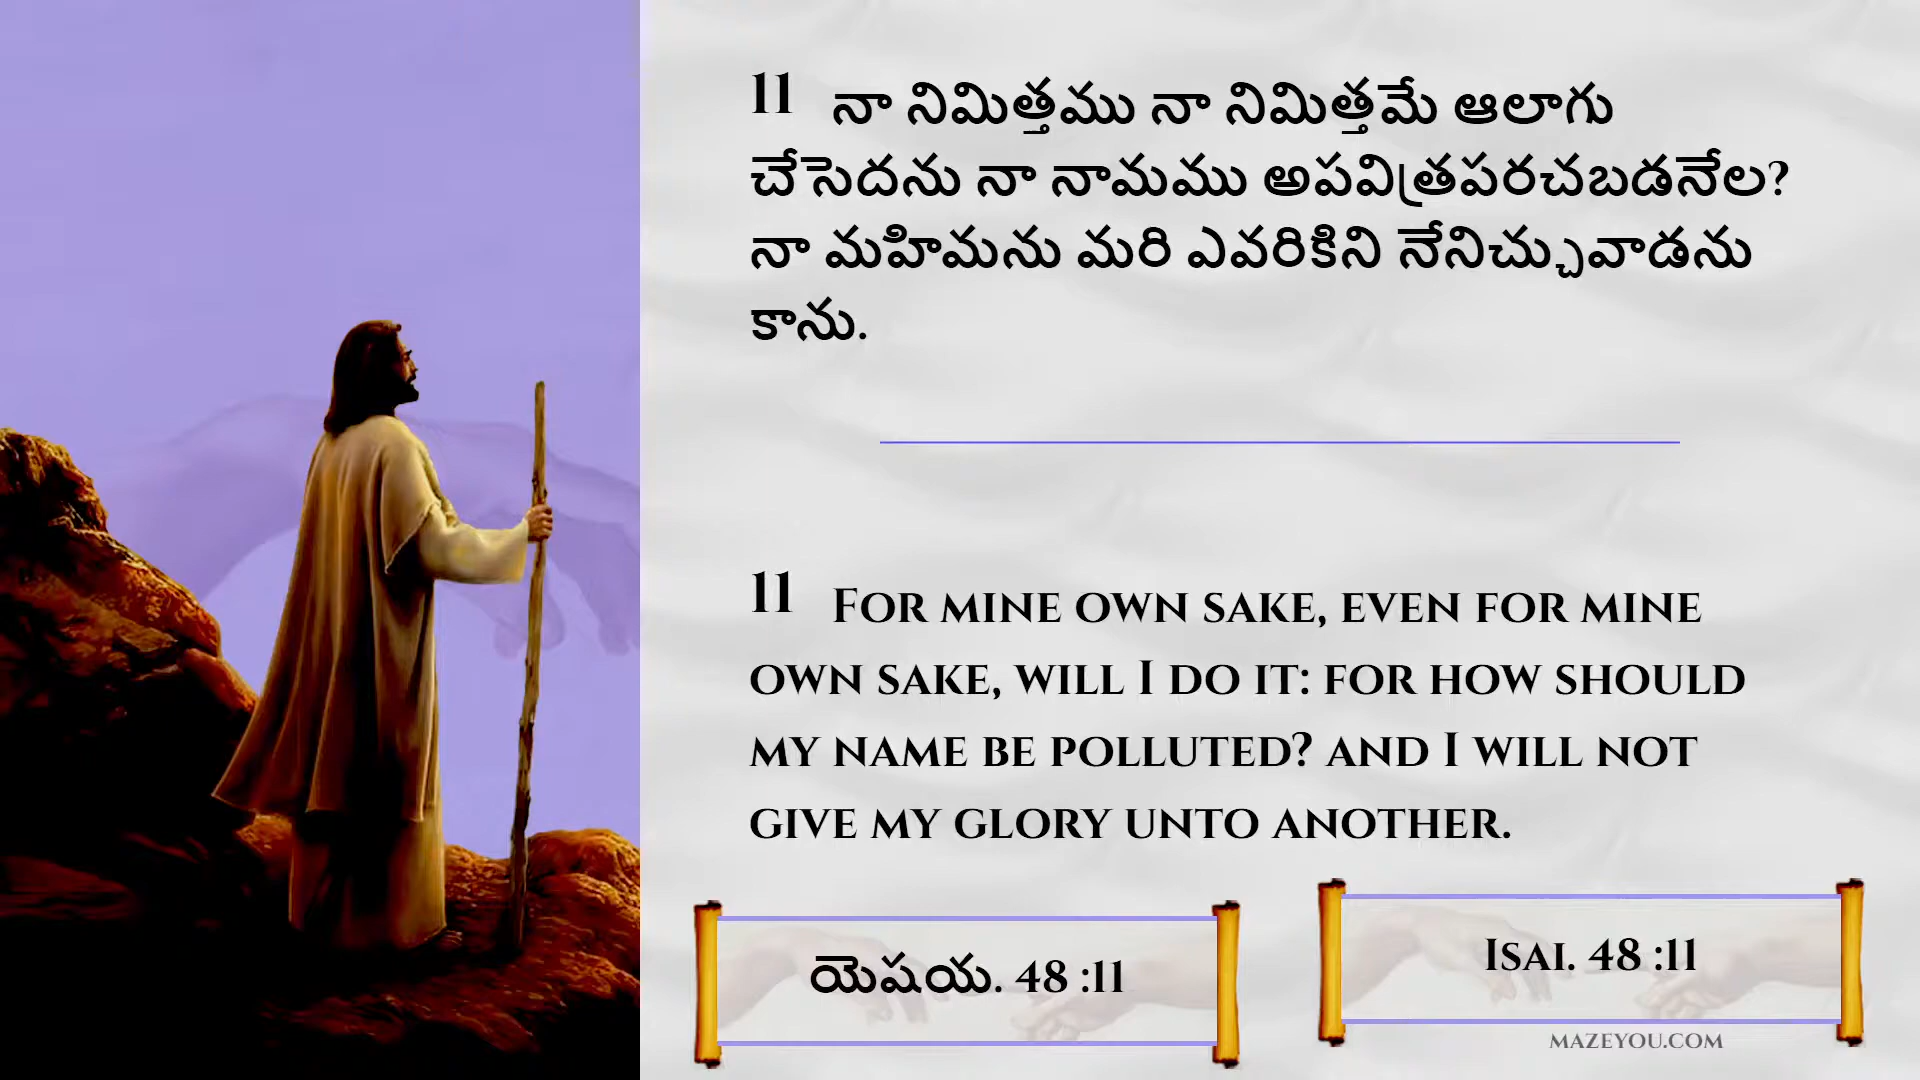 11 నా నిమిత్తము నా నిమిత్తమే ఆలాగు
చేసెదను నా నామము అపవిత్రపరచబడనేల?
నా మహిమను మరి ఎవరికిని నేనిచ్చువాడను
కాను.
11 For mine own sake, even for mine
own sake, will I do it: for how should
my name be polluted? and I will not
give my glory unto another.
యెషయ. 48 :11
Isai. 48 :11
mazeyou.com